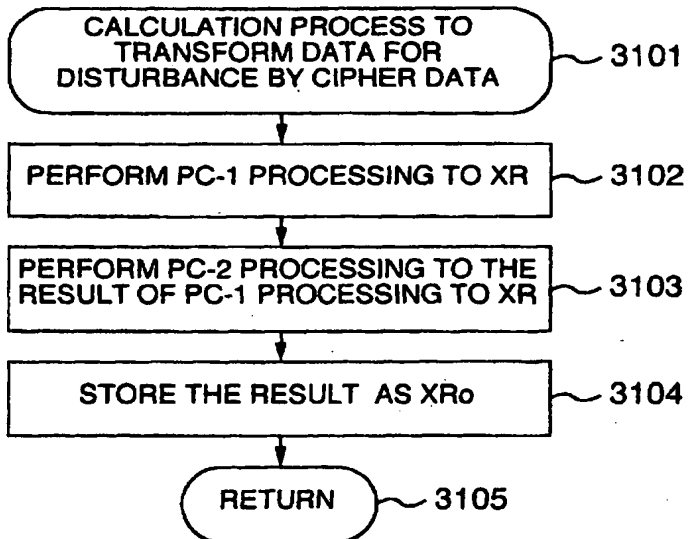 CALCULATION PROCESS TO
TRANSFORM DATA FOR
DISTURBANCE BY CIPHER DATA
3101
PERFORM PC-1 PROCESSING TO XR
3102
PERFORM PC-2 PROCESSING TO THE
RESULT OF PC-1 PROCESSING TO XR
3103
STORE THE RESULT AS XRo
3104
RETURN
3105